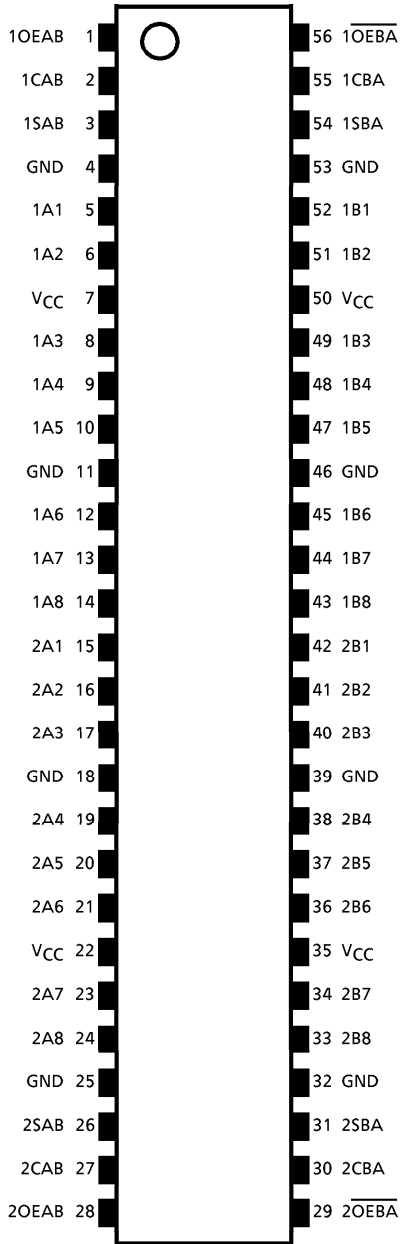 1OEAB 1 56 1OEBA
1CAB 2 55 1CBA
1SAB 3 54 1SBA
GND 4 53 GND
1A1 5 52 1B1
1A2 6 51 1B2
VCC 7 50 VCC
1A3 8 49 1B3
1A4 9 48 1B4
1A5 10 47 1B5
GND 11 46 GND
1A6 12 45 1B6
1A7 13 44 1B7
1A8 14 43 1B8
2A1 15 42 2B1
2A2 16 41 2B2
2A3 17 40 2B3
GND 18 39 GND
2A4 19 38 2B4
2A5 20 37 2B5
2A6 21 36 2B6
VCC 22 35 VCC
2A7 23 34 2B7
2A8 24 33 2B8
GND 25 32 GND
2SAB 26 31 2SBA
2CAB 27 30 2CBA
2OEAB 28 29 2OEBA